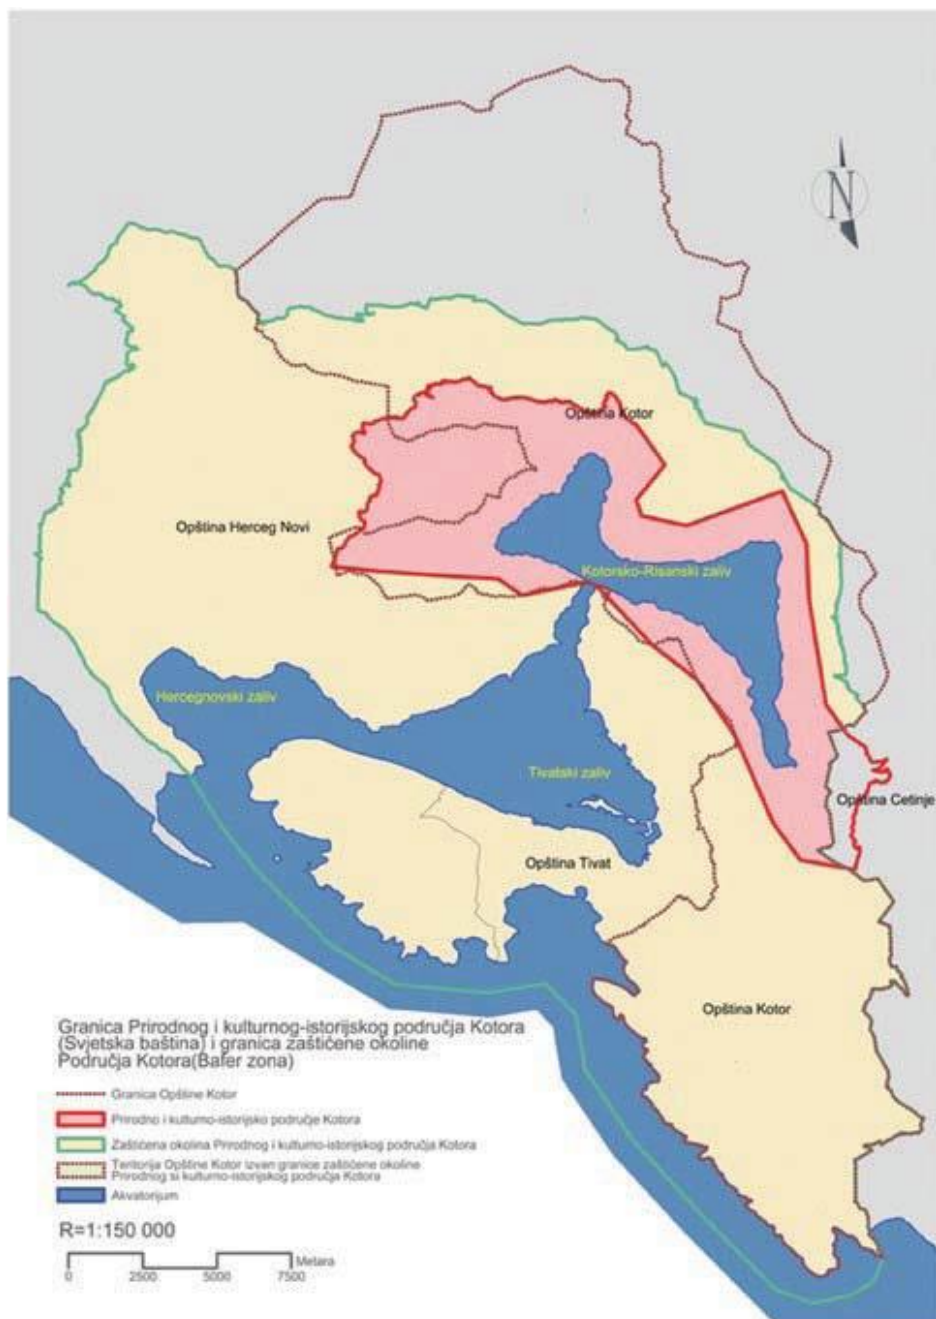 N
Opština Kotor
Opština Herceg Novi
Kotorsko-Risanski zaliv
Hercegnovski zaliv
Tivatski zaliv
Opština Cetinje
Opština Tivat
Opština Kotor
Granica Prirodnog i kulturnog-istorijskog područja Kotora
(Svjetska baština) i granica zaštićene okoline
Područja Kotora(Bafer zona)
Granica Opštine Kotor
Prirodno i kulturno-istorijsko područje Kotora
Zaštićena okolina Prirodnog i kulturno-istorijskog područja Kotora
Teritorija Opštine Kotor izven granice zaštićene okoline
Prirodnog si kulturno-istorijskog područja Kotora
Akvatorijum
R=1:150 000
Metara
0 2500 5000 7500